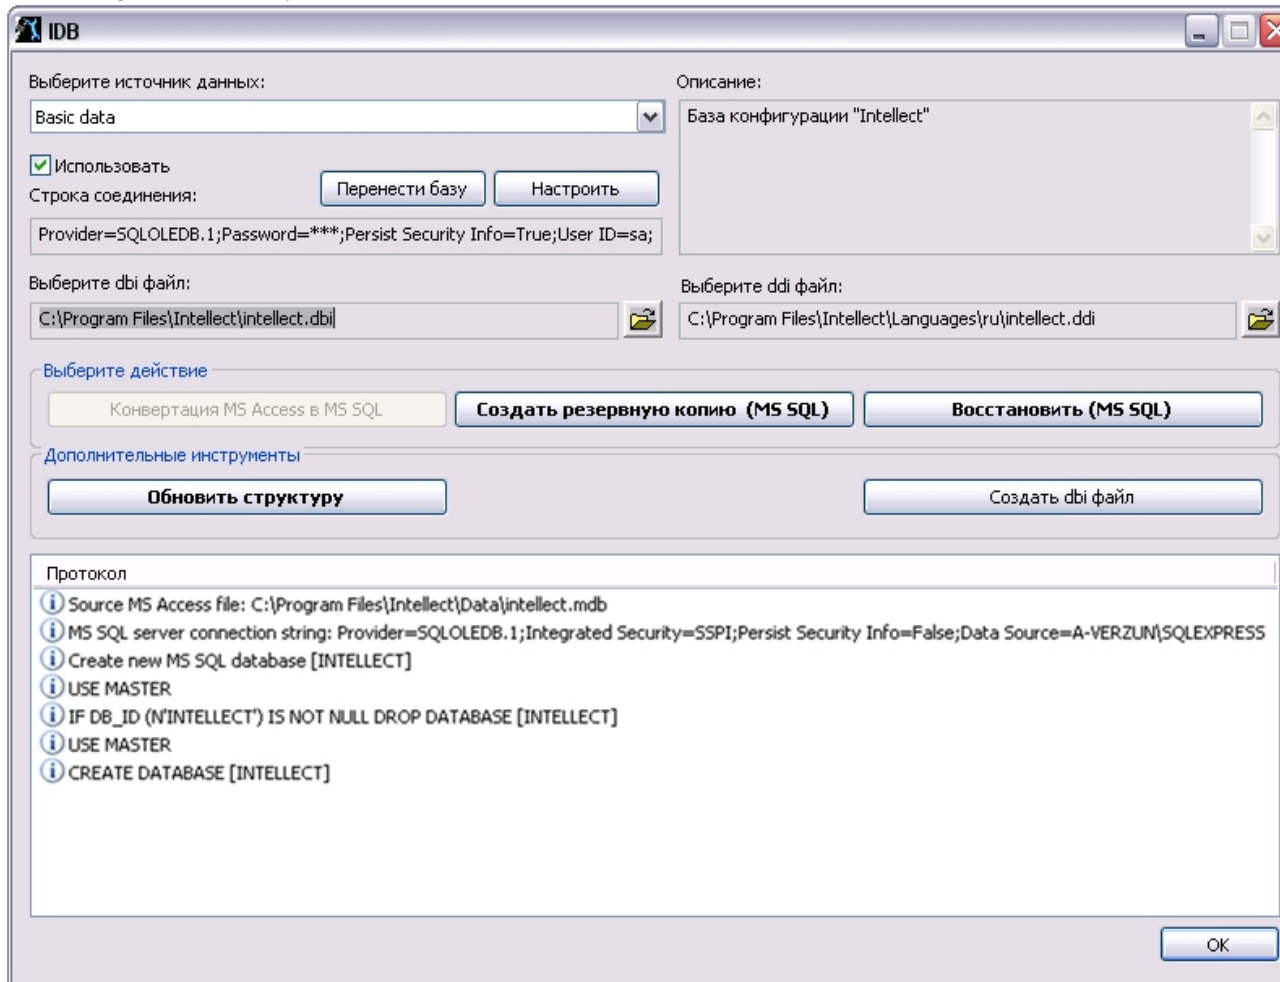 IDB
Выберите источник данных:
Описание:
Basic data
База конфигурации "Intellect"
Использовать
Строка соединения:
Перенести базу
Настроить
Provider=SQLOLEDB.1;Password=***;Persist Security Info=True;User ID=sa;
Выберите dbi файл:
Выберите ddi файл:
C:\Program Files\Intellect\intellect.dbi
C:\Program Files\Intellect\Languages\ru\intellect.ddi
Выберите действие
Конвертация MS Access в MS SQL
Создать резервную копию (MS SQL)
Восстановить (MS SQL)
Дополнительные инструменты
Обновить структуру
Создать dbi файл
Протокол
Source MS Access file: C:\Program Files\Intellect\Data\intellect.mdb
MS SQL server connection string: Provider=SQLOLEDB.1;Integrated Security=SSPI;Persist Security Info=False;Data Source=A-VERZUN\SQLEXPRESS
Create new MS SQL database [INTELLECT]
USE MASTER
IF DB_ID (N'INTELLECT') IS NOT NULL DROP DATABASE [INTELLECT]
USE MASTER
CREATE DATABASE [INTELLECT]
OK